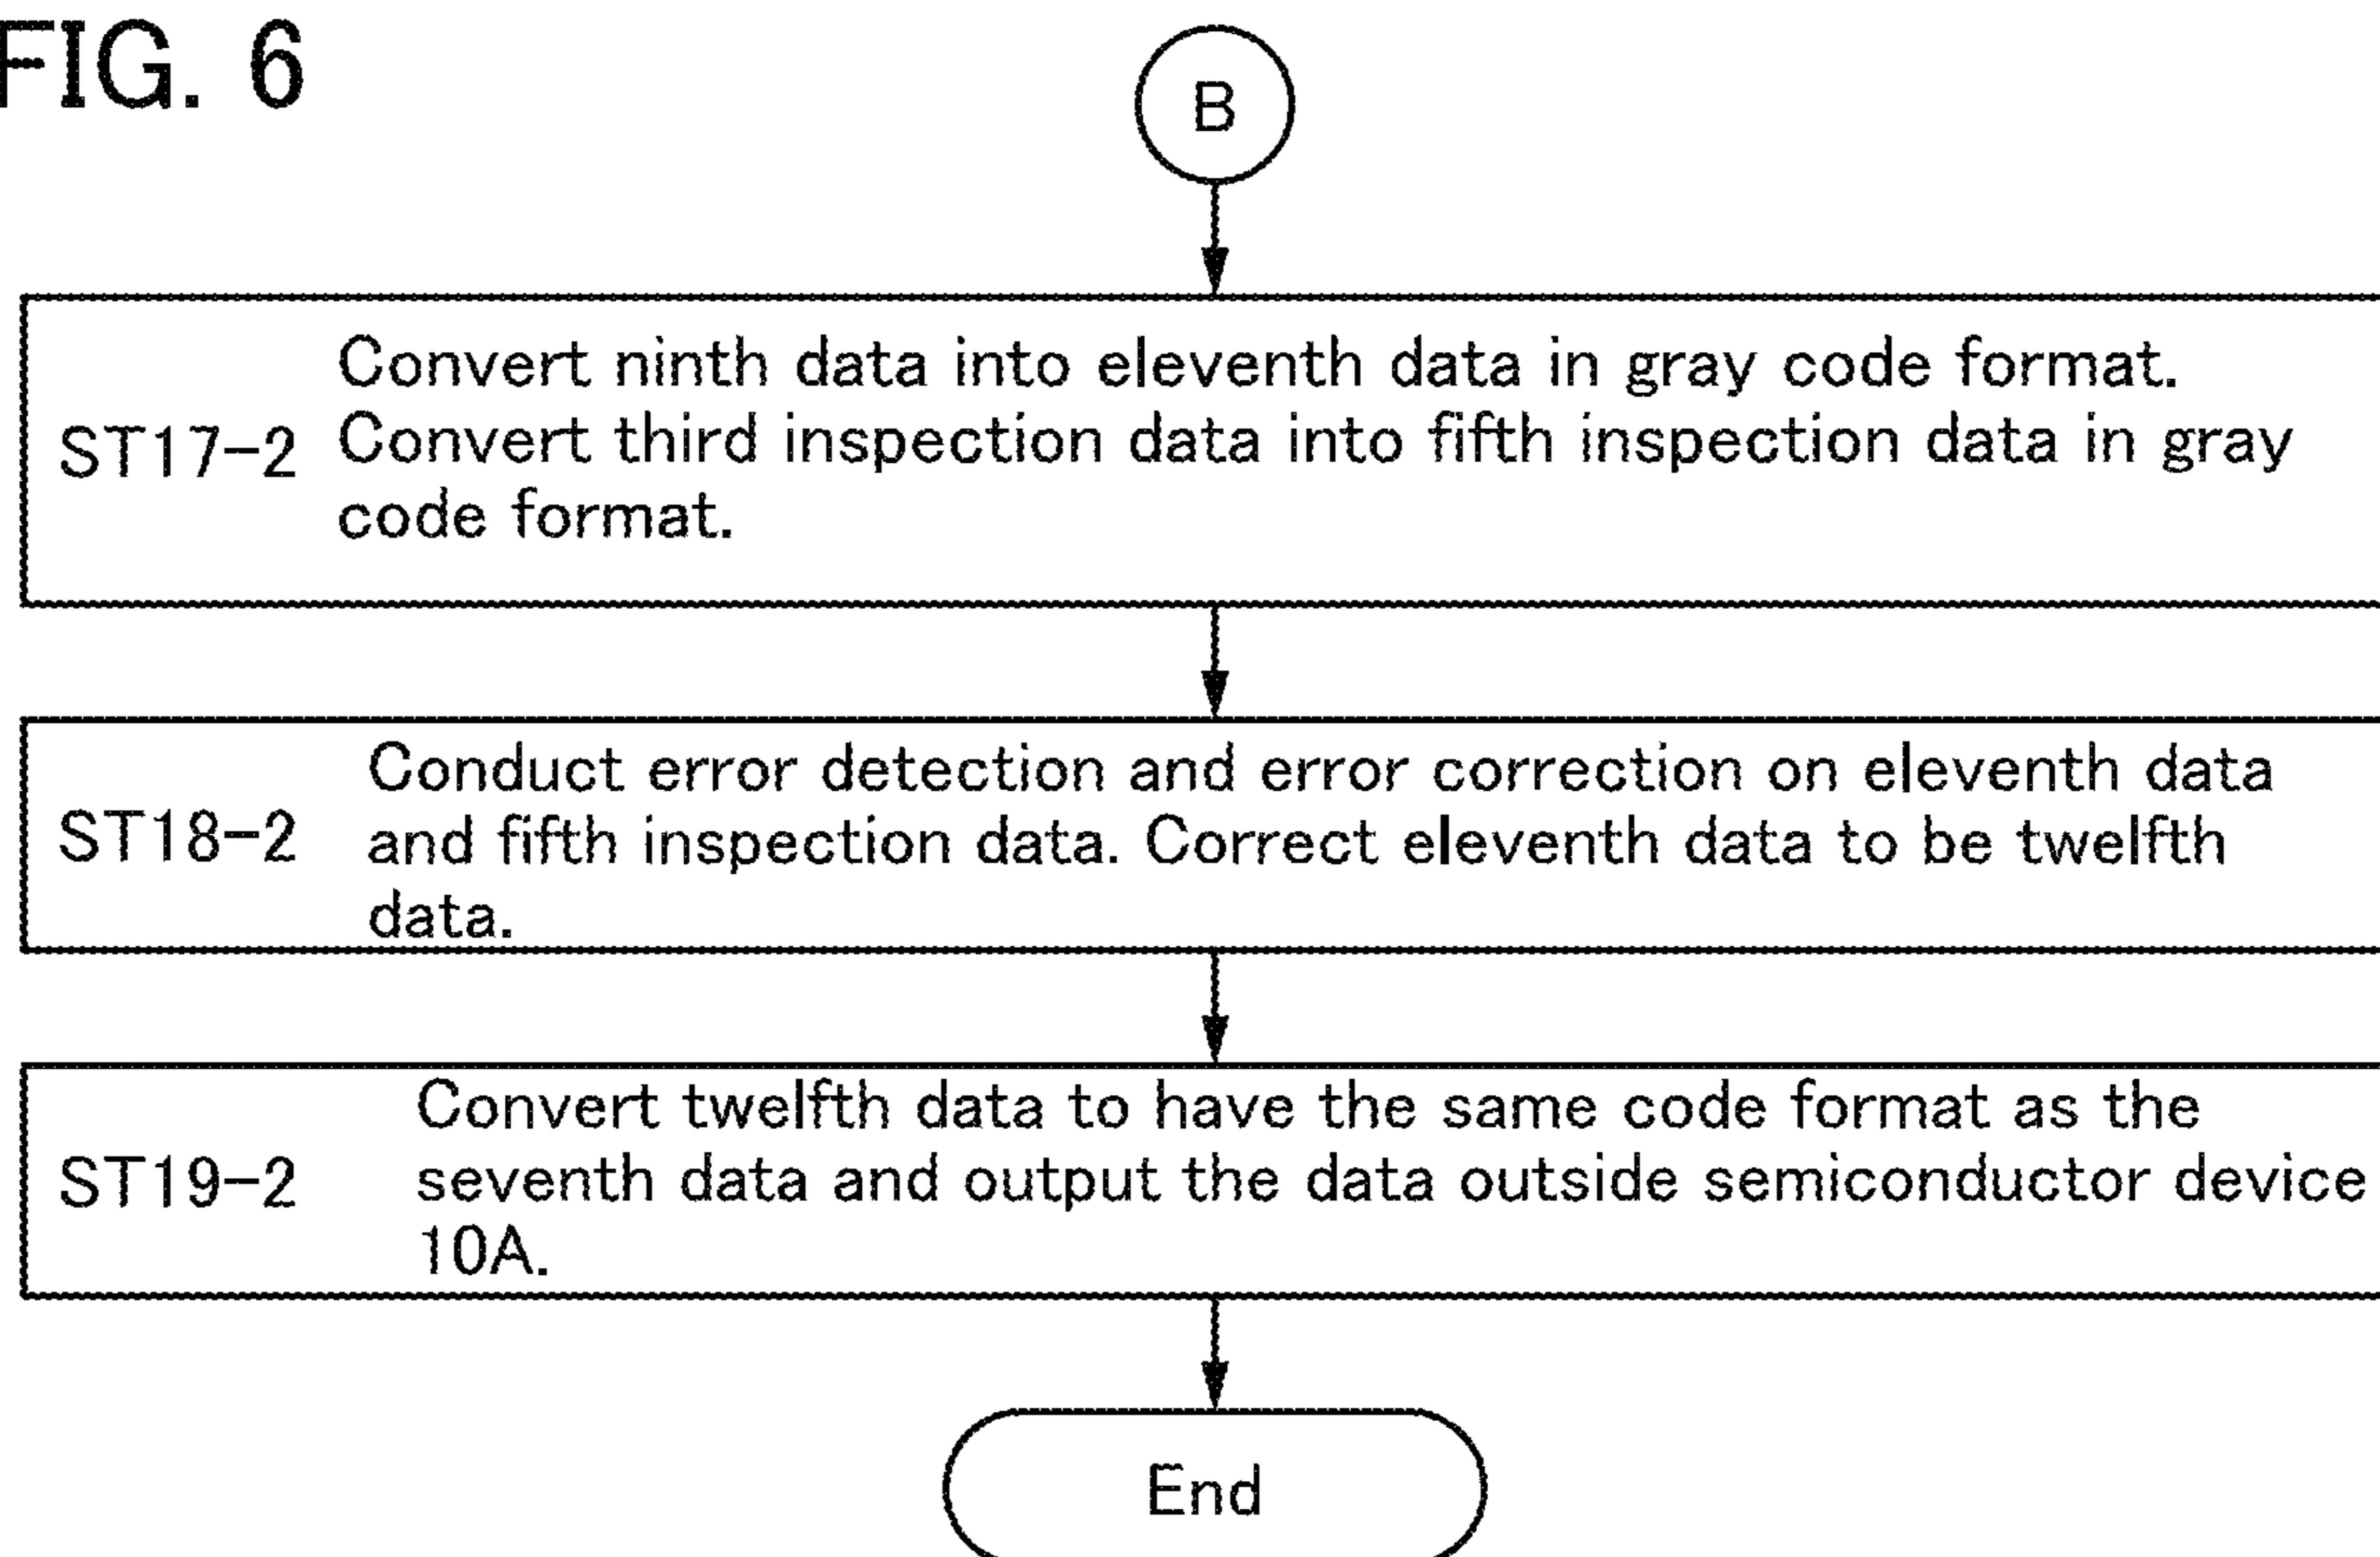 FIG. 6
B
ST17-2
Convert ninth data into eleventh data in gray code format.
Convert third inspection data into fifth inspection data in gray
code format.
ST18-2
Conduct error detection and error correction on eleventh data
and fifth inspection data. Correct eleventh data to be twelfth
data.
ST19-2
Convert twelfth data to have the same code format as the
seventh data and output the data outside semiconductor device
10A.
End